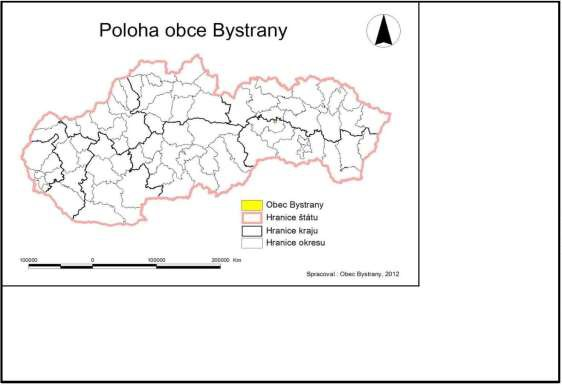 Poloha obce Bystrany
Obec Bystrany
Hranice štátu
Hranice kraju
Hranice okresu
100000 0 100000 200000 Km
Spracoval : Obec Bystrany, 2012